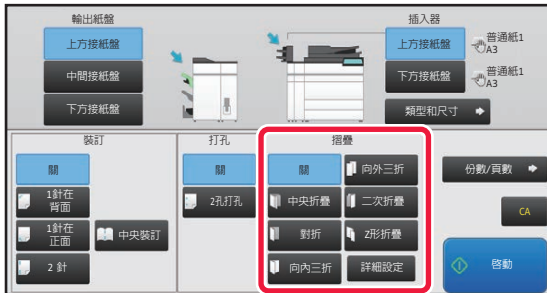 輸出紙盤
上方接紙盤
中間接紙盤
下方接紙盤
插入器
上方接紙盤
普通紙1
A3
下方接紙盤
普通紙1
A3
類型和尺寸
裝訂
關
1針在
背面
1針在
正面
2 針
中央裝訂
打孔
關
2孔打孔
摺疊
關
中央折疊
對折
向內三折
向外三折
二次折疊
Z形折疊
詳細設定
份數/頁數
CA
啓動